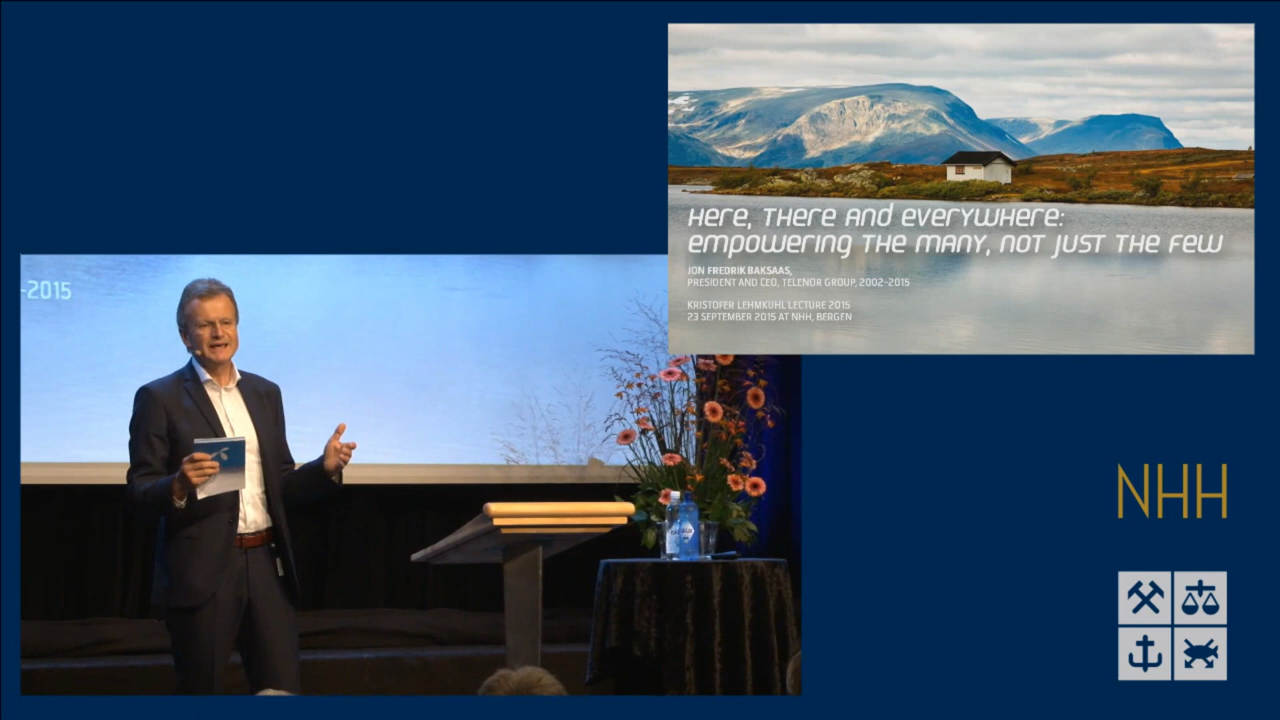 Here, there and everywhere:
empowering the many, not just the few
JON FREDRIK BAKSAAS,
PRESIDENT AND CEO, TELENOR GROUP, 2002-2015
KRISTOFER LEHMKUHL LECTURE 2015
23 SEPTEMBER 2015 AT NHH, BERGEN
-2015
NHH